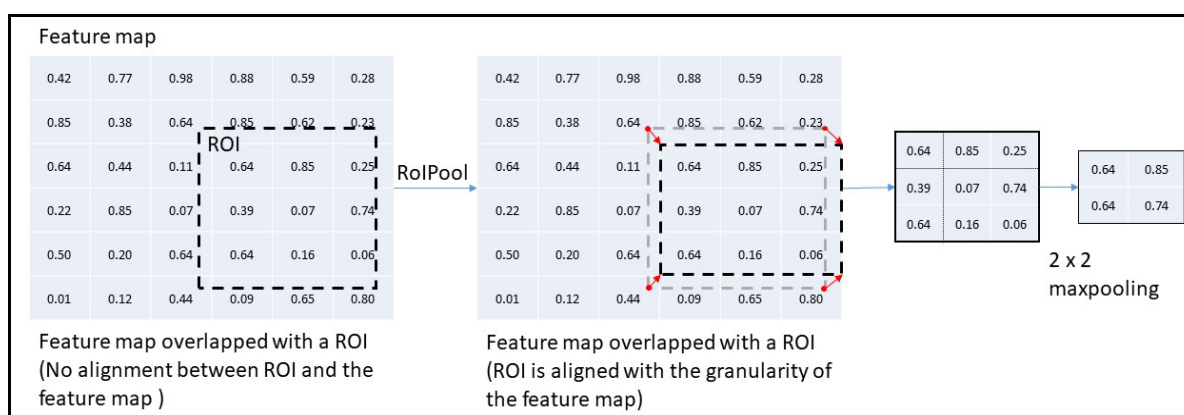 Feature map
0.42 0.77 0.98 0.88 0.59 0.28
0.85 0.38 0.64 0.85 0.62 0.23
ROI
0.64 0.44 0.11 0.64 0.85 0.25
0.22 0.85 0.07 0.39 0.07 0.74
0.50 0.20 0.64 0.64 0.16 0.06
0.01 0.12 0.44 0.09 0.65 0.80
Feature map overlapped with a ROI
(No alignment between ROI and the
feature map )
RoIPool
0.42 0.77 0.98 0.88 0.59 0.28
0.85 0.38 0.64 0.85 0.62 0.23
0.64 0.44 0.11 0.64 0.85 0.25
0.22 0.85 0.07 0.39 0.07 0.74
0.50 0.20 0.64 0.64 0.16 0.06
0.01 0.12 0.44 0.09 0.65 0.80
Feature map overlapped with a ROI
(ROI is aligned with the granularity of
the feature map)
0.64 0.85 0.25
0.39 0.07 0.74
0.64 0.16 0.06
2 x 2
maxpooling
0.64 0.85
0.64 0.74